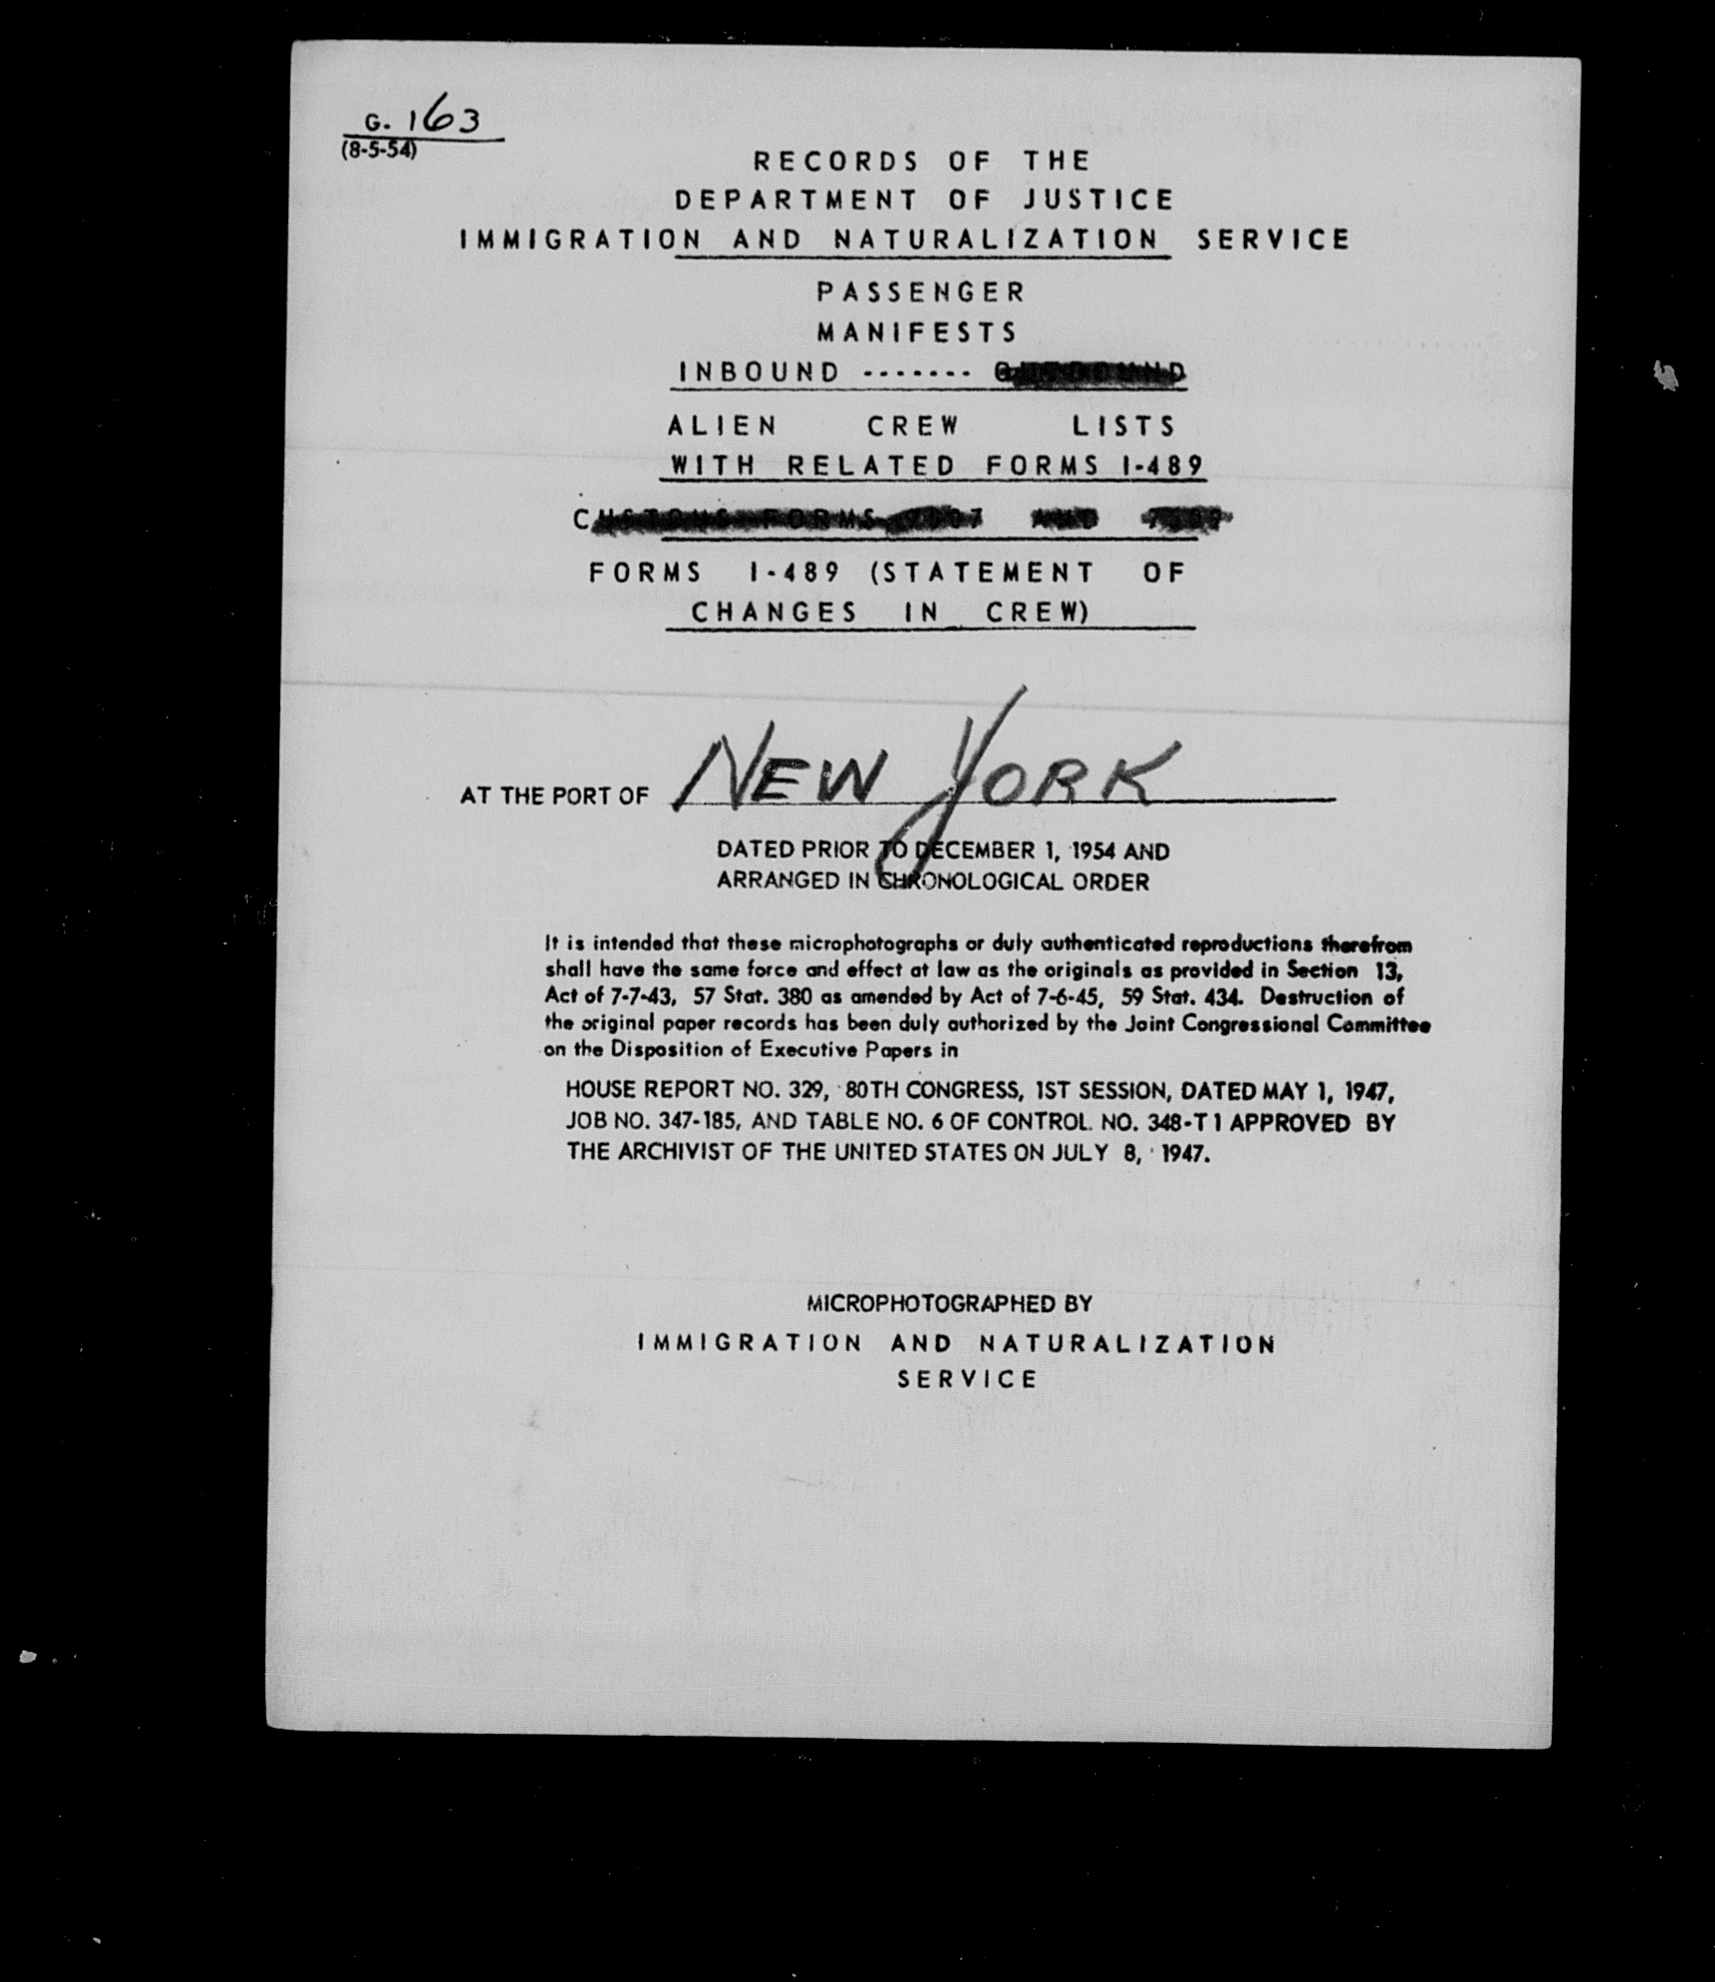 G. 163
(8-5-54)
RECORDS OF THE
DEPARTMENT OF JUSTICE
IMMIGRATION AND NATURALIZATION SERVICE
PASSENGER
MANIFESTS
INBOUND ------- OUTBOUND
ALIEN CREW LISTS
WITH RELATED FORMS I-489
CUSTOMS FORMS AND
FORMS I-489 (STATEMENT OF
CHANGES IN CREW)
AT THE PORT OF NEW YORK
DATED PRIOR TO DECEMBER 1, 1954 AND
ARRANGED IN CHRONOLOGICAL ORDER
It is intended that these microphotographs or duly authenticated reproductions therefrom
shall have the same force and effect at law as the originals as provided in Section 13,
Act of 7-7-43, 57 Stat. 380 as amended by Act of 7-6-45, 59 Stat. 434. Destruction of
the original paper records has been duly authorized by the Joint Congressional Committee
on the Disposition of Executive Papers in
HOUSE REPORT NO. 329, 80TH CONGRESS, 1ST SESSION, DATED MAY 1, 1947,
JOB NO. 347-185, AND TABLE NO. 6 OF CONTROL NO. 348-T1 APPROVED BY
THE ARCHIVIST OF THE UNITED STATES ON JULY 8, 1947.
MICROPHOTOGRAPHED BY
IMMIGRATION AND NATURALIZATION
SERVICE